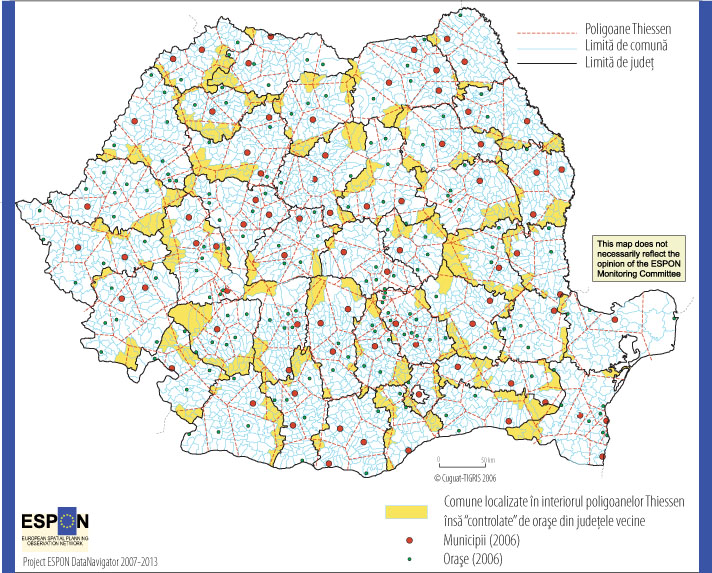 Poligoane Thiessen
Limită de comună
Limită de județ
This map does not
necessarily reflect the
opinion of the ESPON
Monitoring Committee
0 50 km
© Cuguat-TIGRIS 2006
Comune localizate în interiorul poligoanelor Thiessen
însă "controlate" de orașe din județele vecine
Municipii (2006)
Orașe (2006)
ESPON
EUROPEAN SPATIAL PLANNING
OBSERVATION NETWORK
Project ESPON DataNavigator 2007-2013